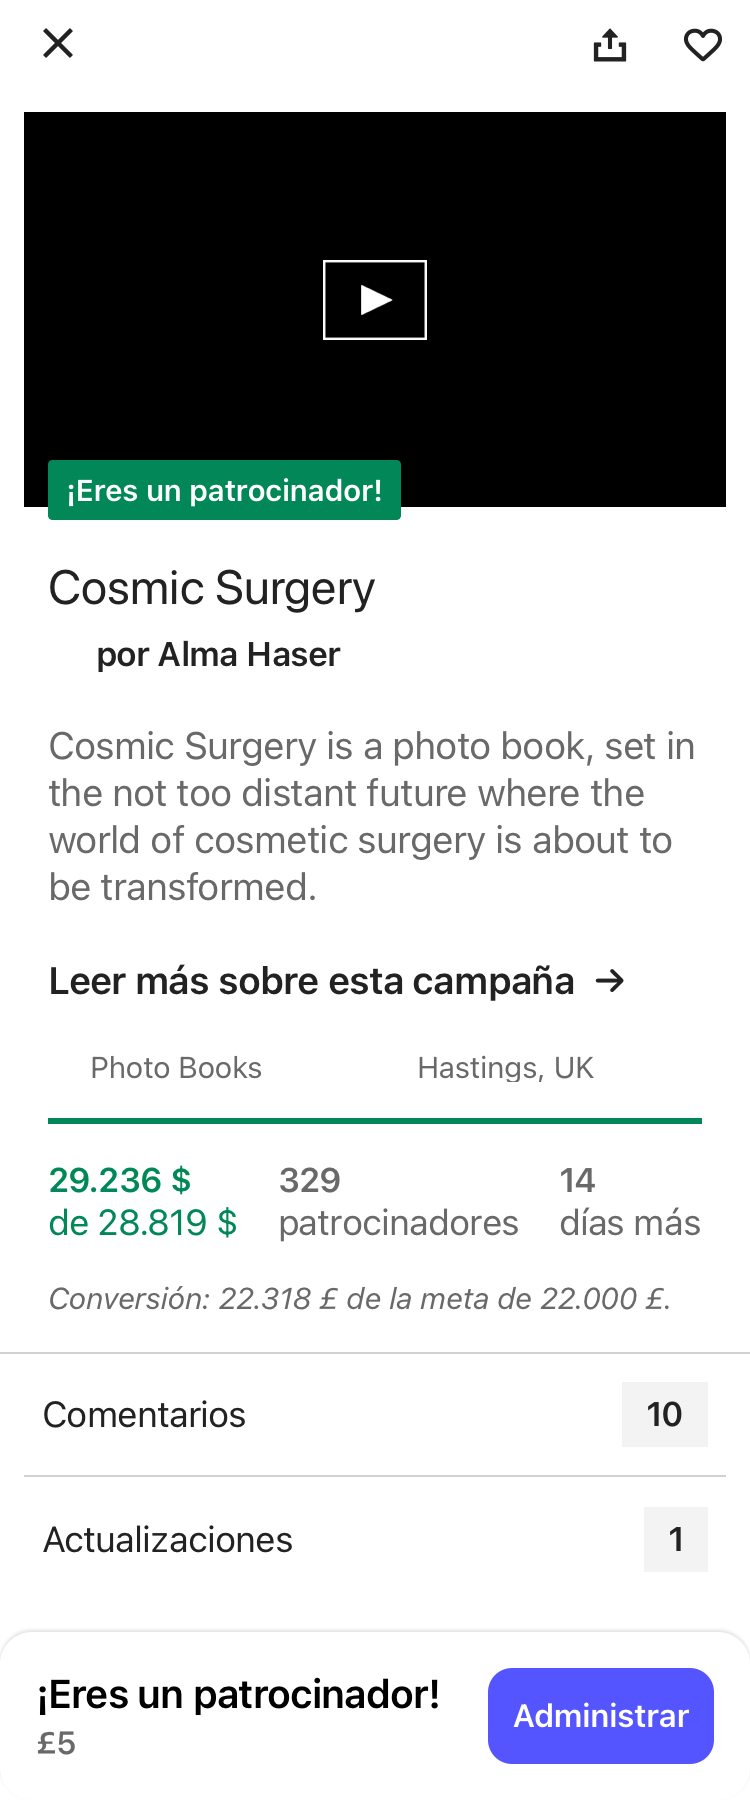 ¡Eres un patrocinador!
Cosmic Surgery
por Alma Haser
Cosmic Surgery is a photo book, set in
the not too distant future where the
world of cosmetic surgery is about to
be transformed.
Leer más sobre esta campaña →
Photo Books Hastings, UK
29.236 $ 329 14
de 28.819 $ patrocinadores días más
Conversión: 22.318 £ de la meta de 22.000 £.
Comentarios 10
Actualizaciones 1
¡Eres un patrocinador!
£5
Administrar